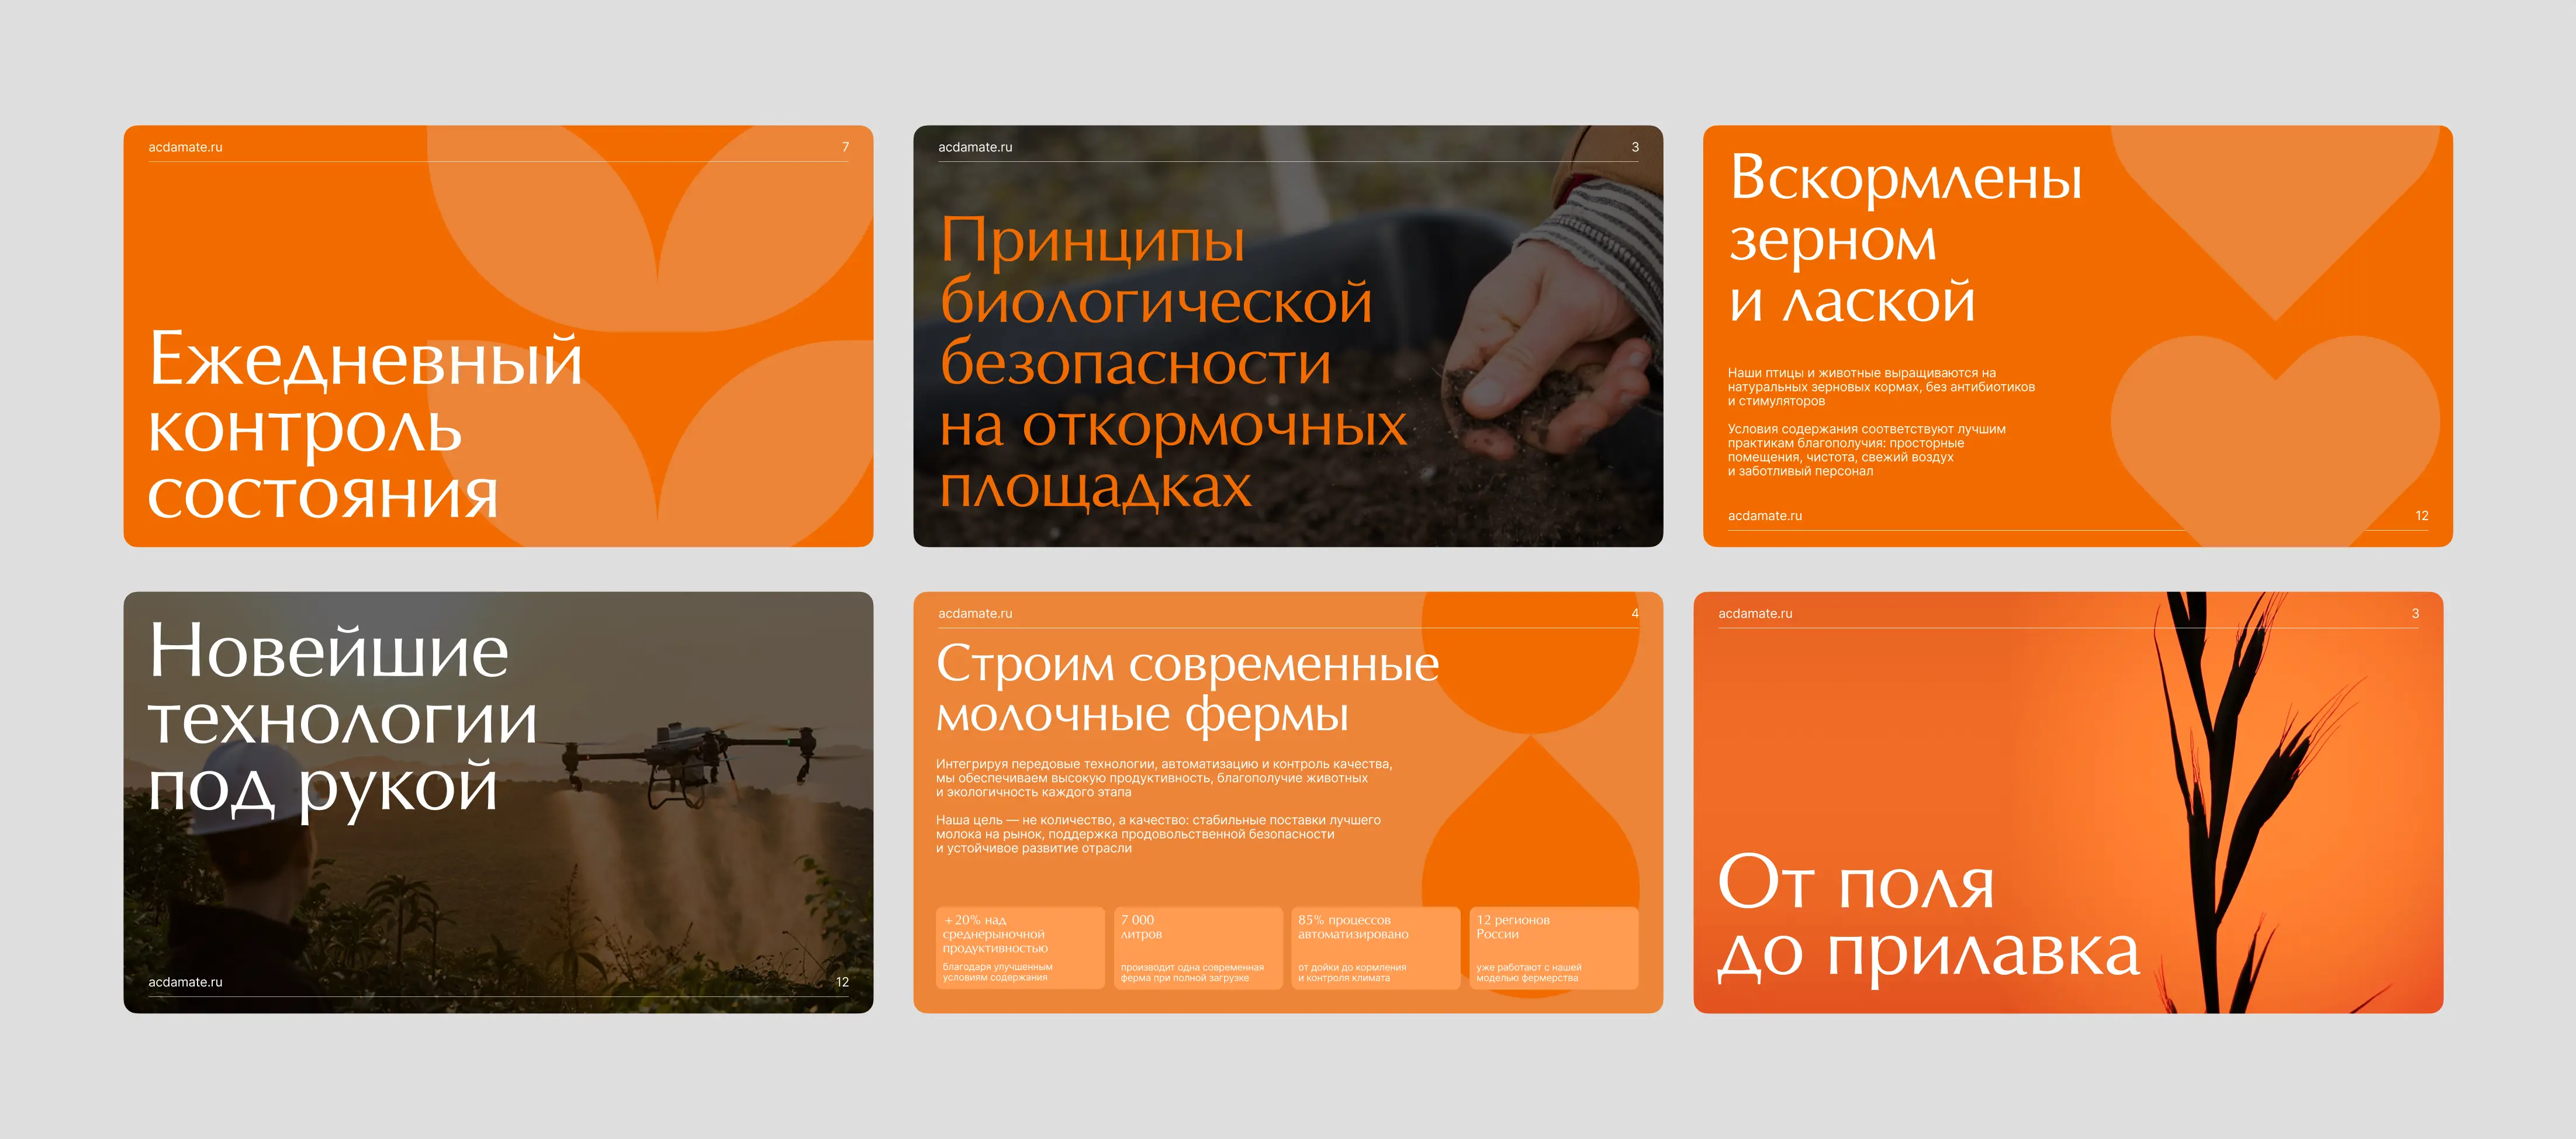 acdamate.ru
7
Ежедневный
контроль
состояния
acdamate.ru
3
Принципы
биологической
безопасности
на откормочных
площадках
Вскормлены
зерном
и лаской
Наши птицы и животные выращиваются на
натуральных зерновых кормах, без антибиотиков
и стимуляторов
Условия содержания соответствуют лучшим
практикам благополучия: просторные
помещения, чистота, свежий воздух
и заботливый персонал
acdamate.ru
12
Новейшие
технологии
под рукой
acdamate.ru
12
acdamate.ru
4
Строим современные
молочные фермы
Интегрируя передовые технологии, автоматизацию и контроль качества,
мы обеспечиваем высокую продуктивность, благополучие животных
и экологичность каждого этапа
Наша цель — не количество, а качество: стабильные поставки лучшего
молока на рынок, поддержка продовольственной безопасности
и устойчивое развитие отрасли
+20% над
среднерыночной
продуктивностью
благодаря улучшенным
условиям содержания
7 000
литров
производит одна современная
ферма при полной загрузке
85% процессов
автоматизировано
от дойки до кормления
и контроля климата
12 регионов
России
уже работают с нашей
моделью фермерства
acdamate.ru
3
От поля
до прилавка